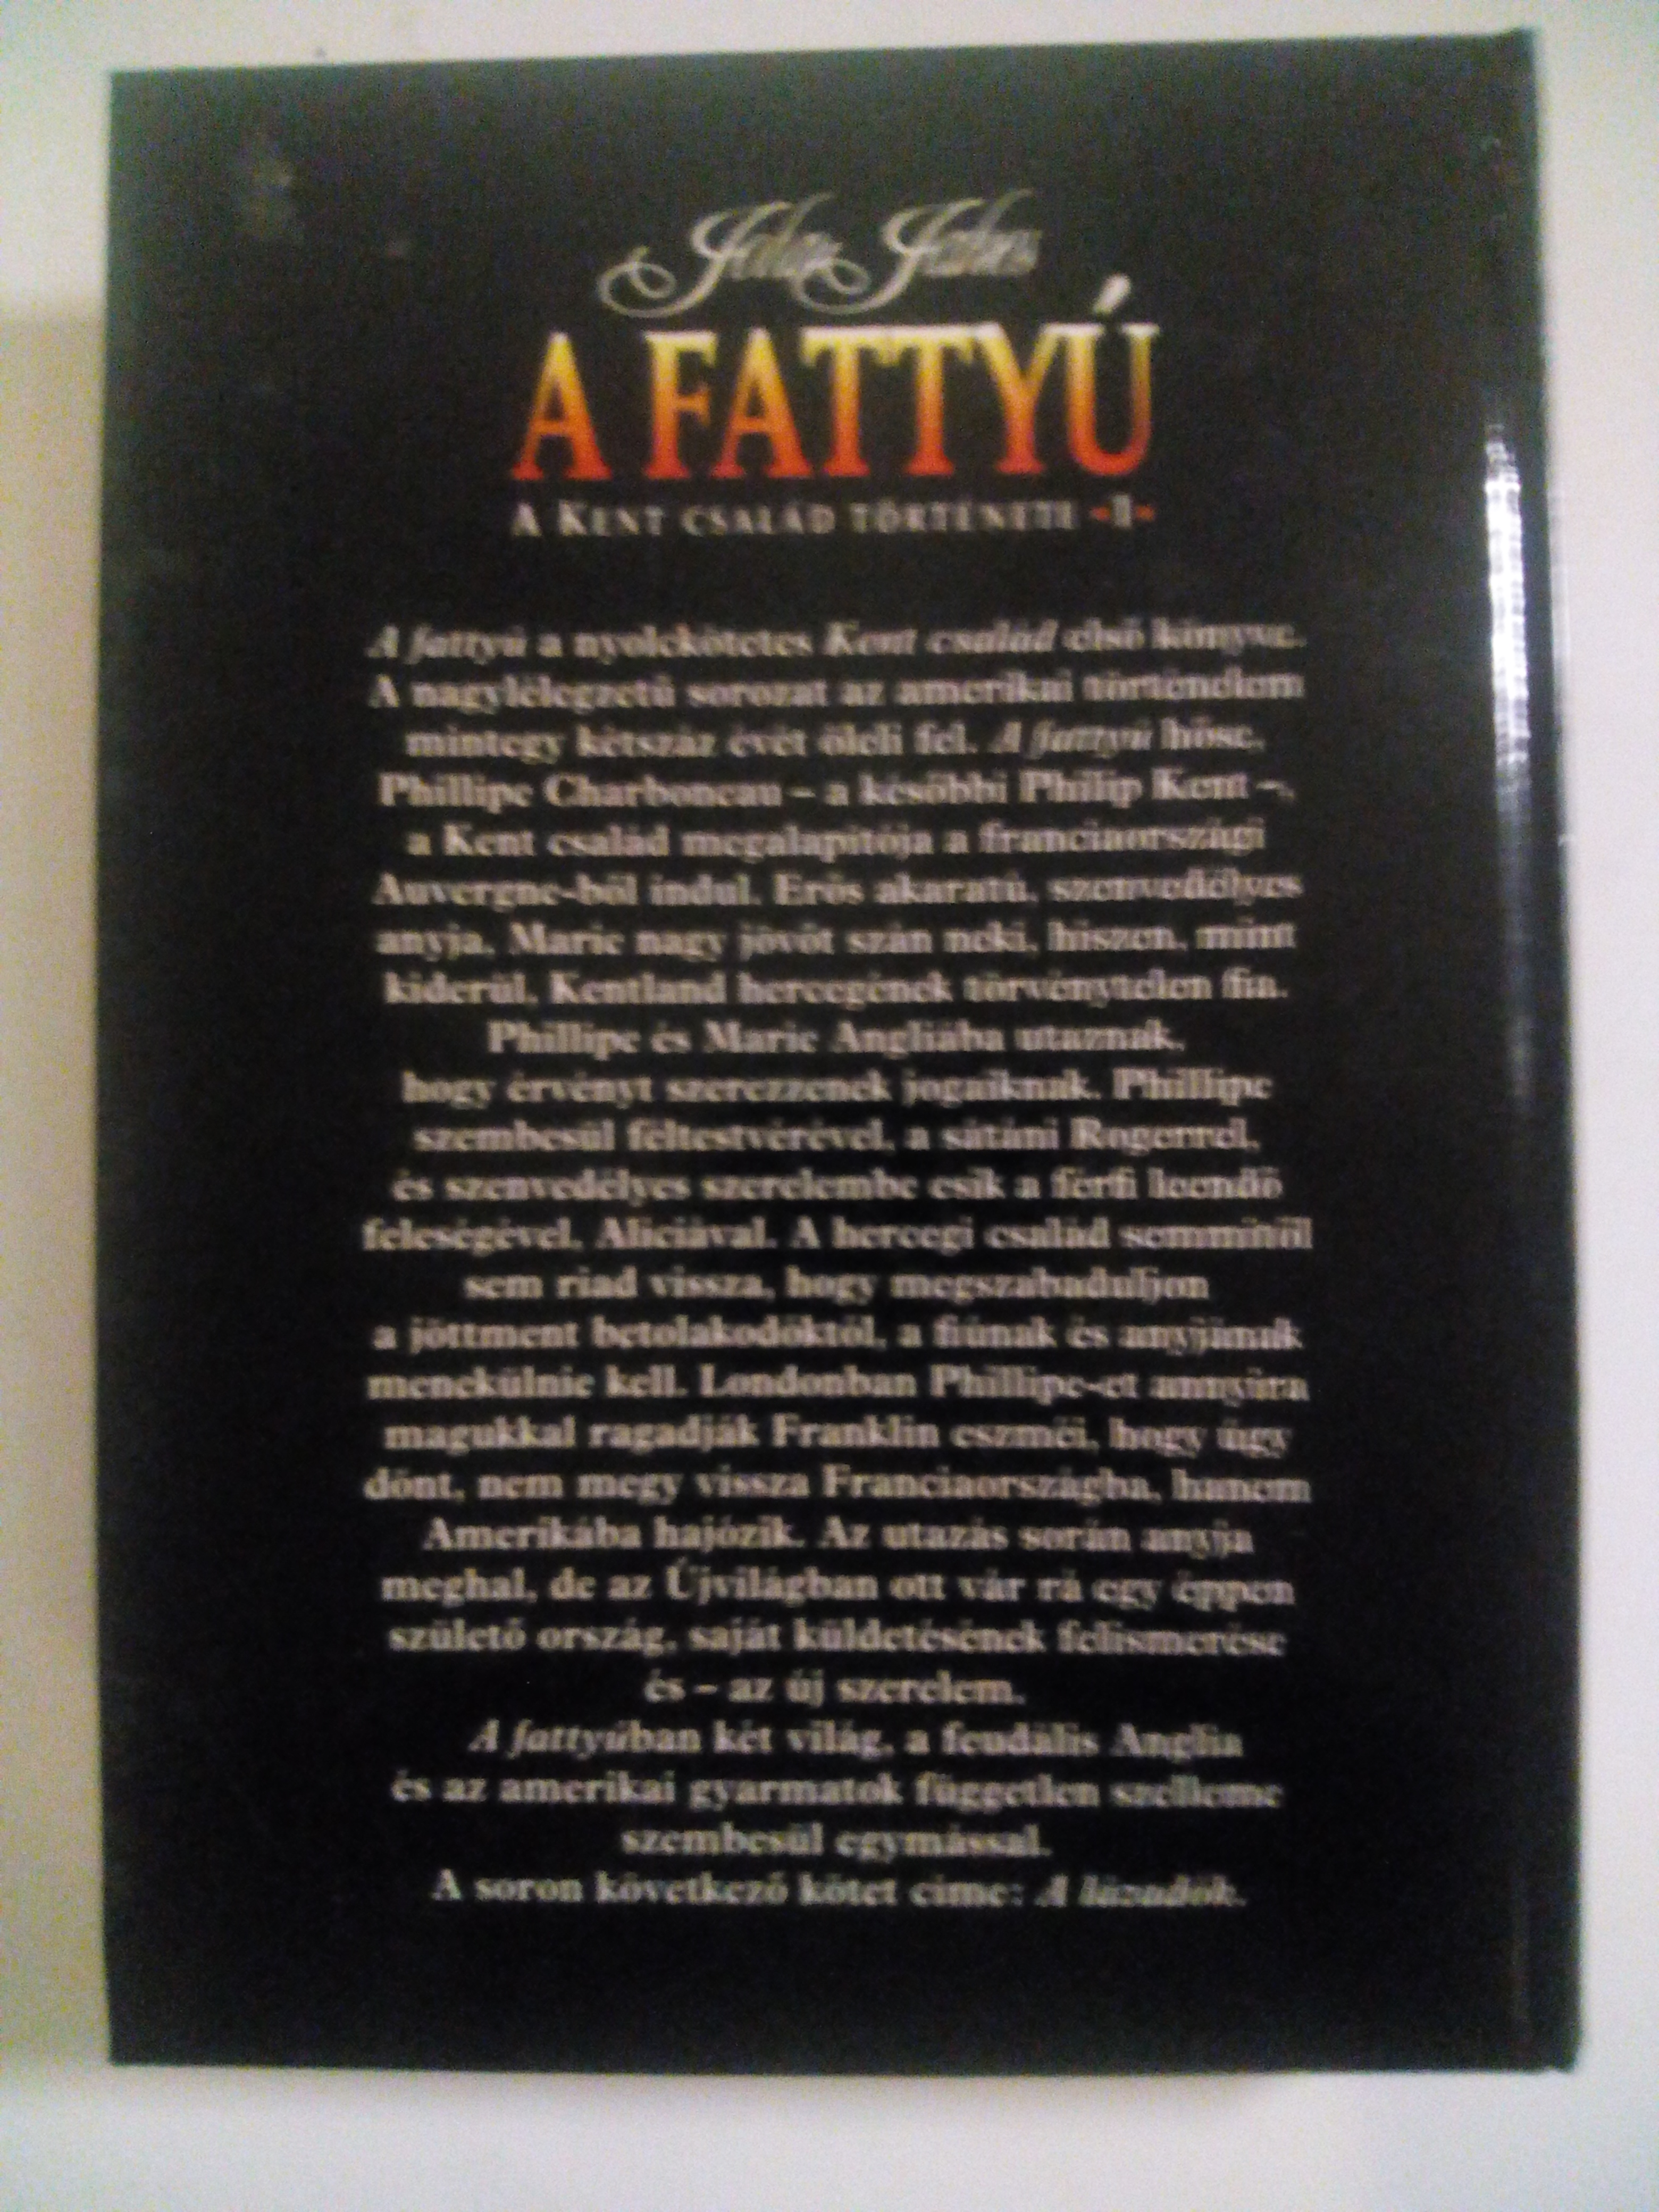 John Jakes
A FATTYÚ
A KENT CSALÁD TÖRTÉNETE •1•
A fattyú a nyolckötetes Kent család első könyve.
A nagylélegzetű sorozat az amerikai történelem
mintegy kétszáz évét öleli fel. A fattyú hőse,
Phillipe Charboneau – a későbbi Philip Kent –,
a Kent család megalapítója a franciaországi
Auvergne-ből indul. Erős akaratú, szenvedélyes
anyja, Marie nagy jövőt szán neki, hiszen, mint
kiderül, Kentland hercegének törvénytelen fia.
Phillipe és Marie Angliába utaznak,
hogy érvényt szerezzenek jogaiknak. Phillipe
szembesül féltestvérével, a sátáni Rogerrel,
és szenvedélyes szerelembe esik a férfi leendő
feleségével, Aliciával. A hercegi család semmitől
sem riad vissza, hogy megszabaduljon
a jöttment betolakodóktól, a fiúnak és anyjának
menekülnie kell. Londonban Phillipe-et annyira
magukkal ragadják Franklin eszméi, hogy úgy
dönt, nem megy vissza Franciaországba, hanem
Amerikába hajózik. Az utazás során anyja
meghal, de az Újvilágban ott vár rá egy éppen
születő ország, saját küldetésének felismerése
és – az új szerelem.
A fattyúban két világ, a feudális Anglia
és az amerikai gyarmatok független szelleme
szembesül egymással.
A soron következő kötet címe: A lázadók.